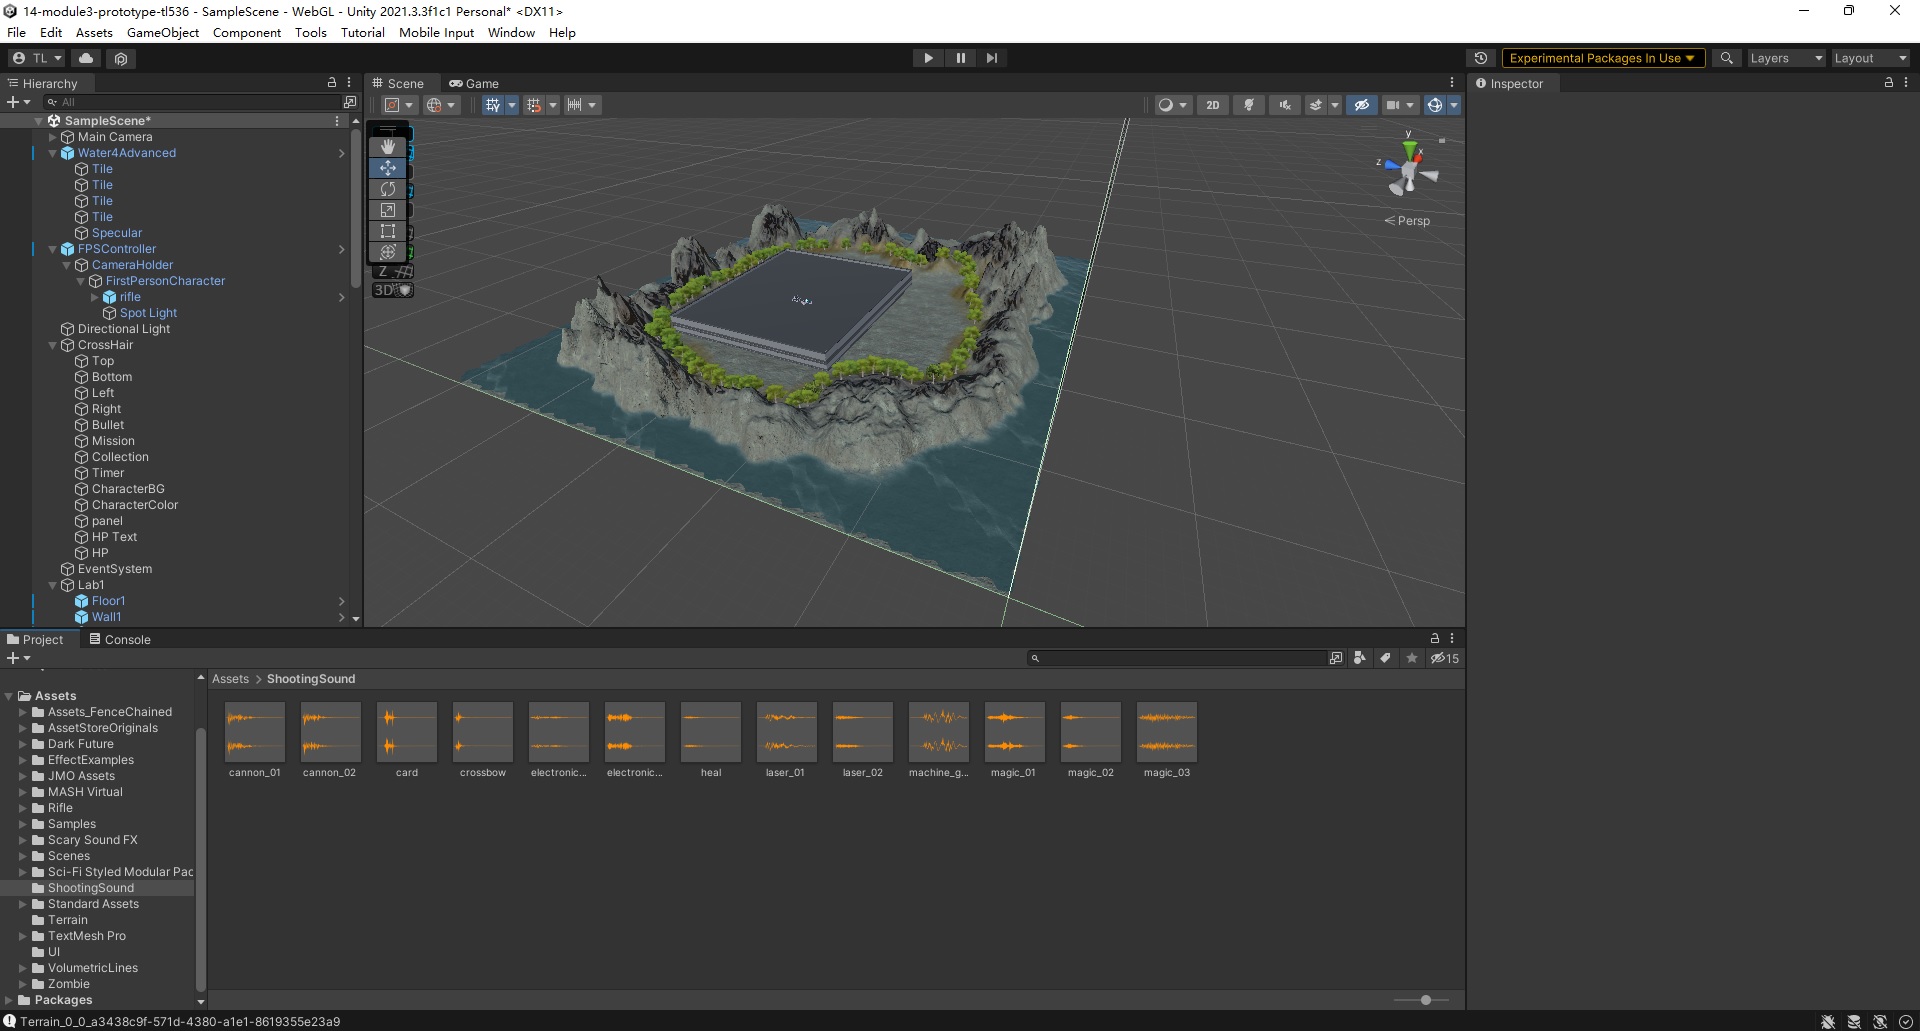 14-module3-prototype-tl536 - SampleScene - WebGL - Unity 2021.3.3f1c1 Personal* <DX11>
File Edit Assets GameObject Component Tools Tutorial Mobile Input Window Help
TL
Experimental Packages In Use
Layers
Layout
Hierarchy
All
SampleScene*
Main Camera
Water4Advanced
Tile
Tile
Tile
Tile
Specular
FPSController
CameraHolder
FirstPersonCharacter
rifle
Spot Light
Directional Light
CrossHair
Top
Bottom
Left
Right
Bullet
Mission
Collection
Timer
CharacterBG
CharacterColor
panel
HP Text
HP
EventSystem
Lab1
Floor1
Wall1
Scene
Game
2D
Z
3D
y
x
z
Persp
Inspector
Project
Console
15
Assets
Assets_FenceChained
AssetStoreOriginals
Dark Future
EffectExamples
JMO Assets
MASH Virtual
Rifle
Samples
Scary Sound FX
Scenes
Sci-Fi Styled Modular Pac
ShootingSound
Standard Assets
Terrain
TextMesh Pro
UI
VolumetricLines
Zombie
Packages
Assets > ShootingSound
cannon_01
cannon_02
card
crossbow
electronic...
electronic...
heal
laser_01
laser_02
machine_g...
magic_01
magic_02
magic_03
Terrain_0_0_a3438c9f-571d-4380-a1e1-8619355e23a9